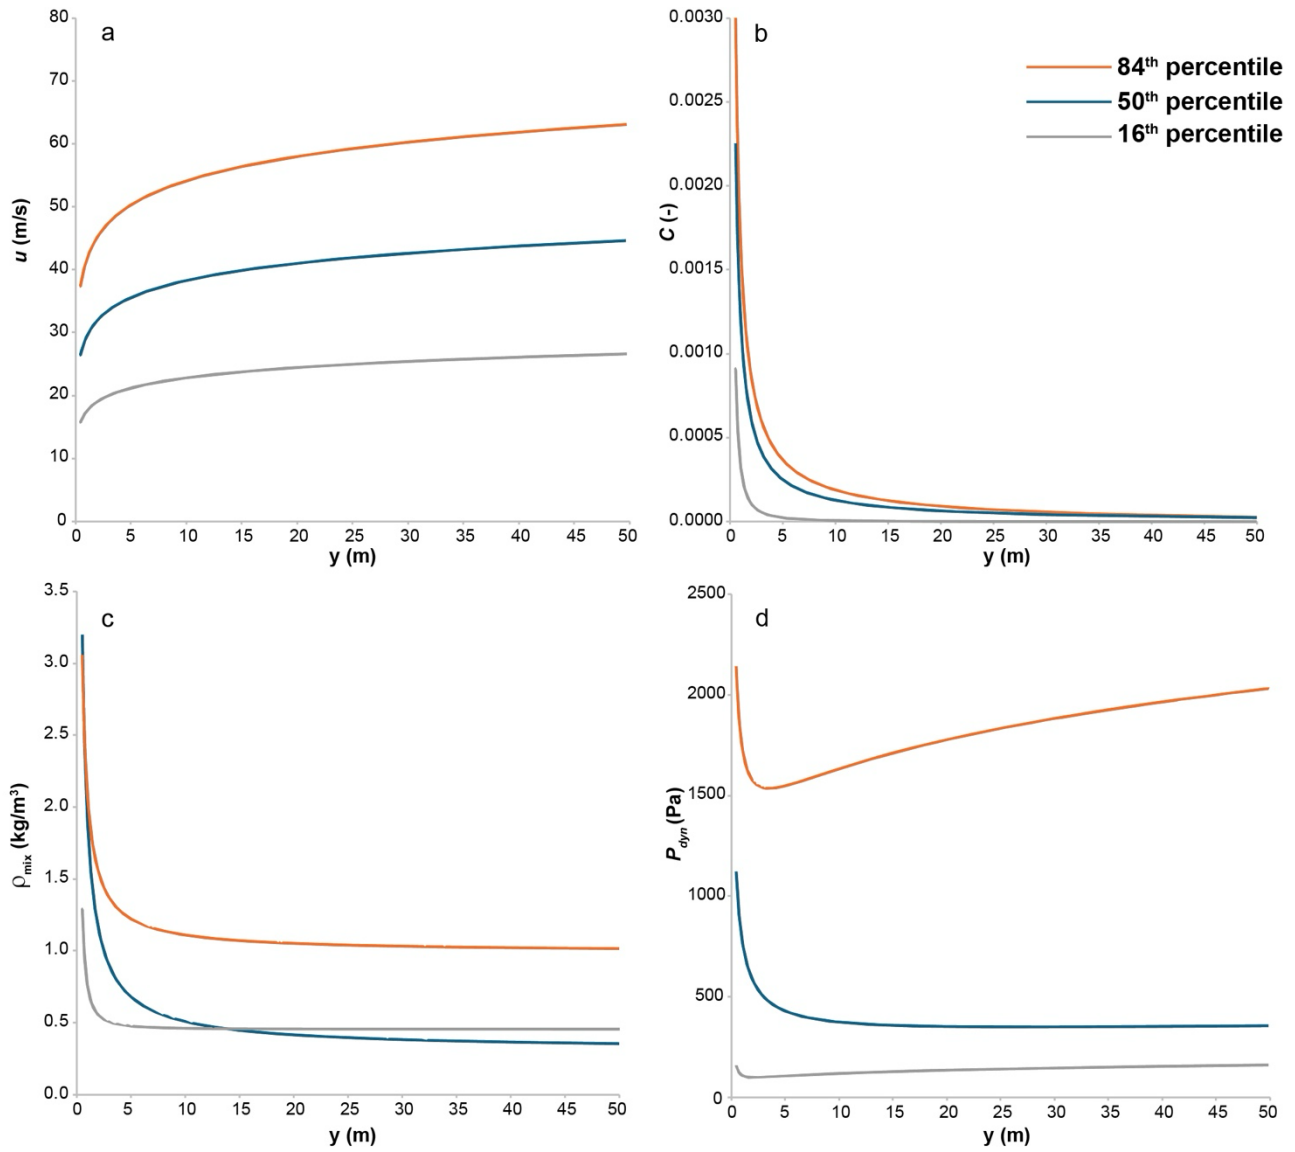 a
80
70
60
50
40
30
20
10
0
u (m/s)
0 5 10 15 20 25 30 35 40 45 50
y (m)
b
0.0030
0.0025
0.0020
0.0015
0.0010
0.0005
0.0000
C (-)
0 5 10 15 20 25 30 35 40 45 50
y (m)
84th percentile
50th percentile
16th percentile
c
3.5
3.0
2.5
2.0
1.5
1.0
0.5
0.0
ρmix (kg/m³)
0 5 10 15 20 25 30 35 40 45 50
y (m)
d
2500
2000
1500
1000
500
0
Pdyn (Pa)
0 5 10 15 20 25 30 35 40 45 50
y (m)